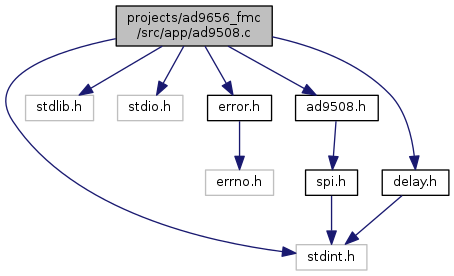 projects/ad9656_fmc
/src/app/ad9508.c
stdlib.h
stdio.h
error.h
ad9508.h
errno.h
spi.h
delay.h
stdint.h